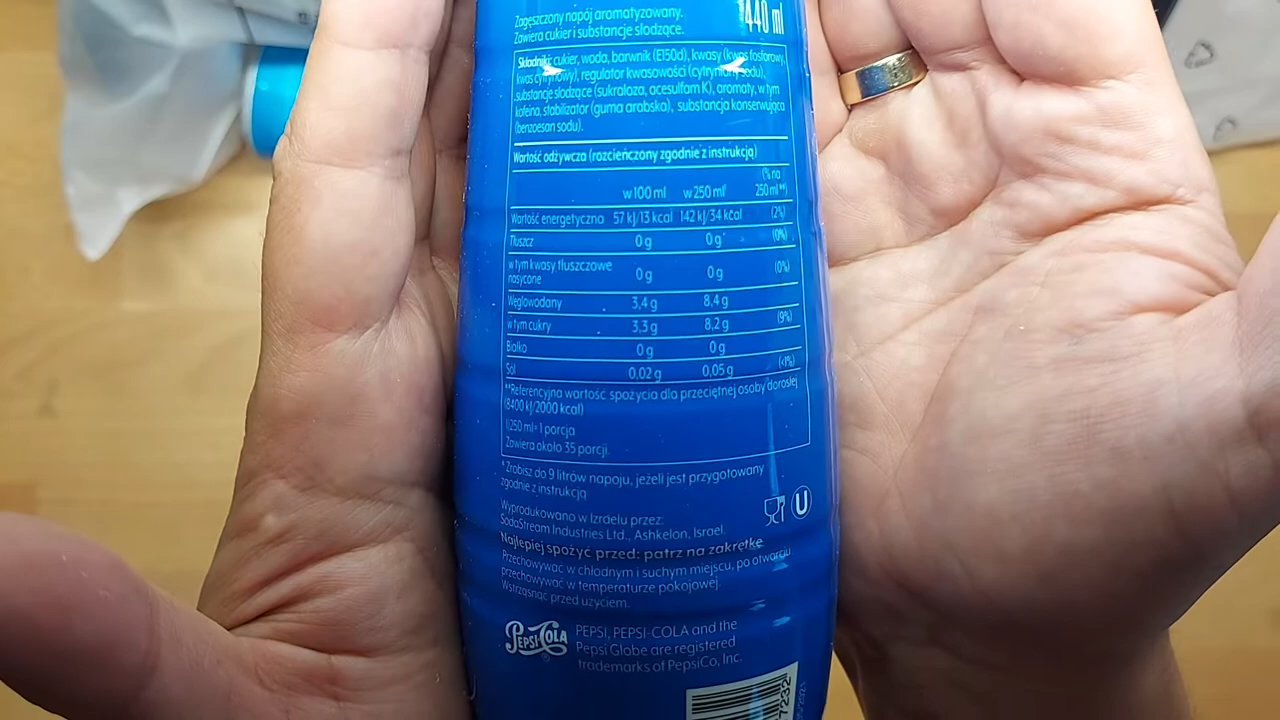 Zagęszczony napój aromatyzowany.
440 ml
Zawiera cukier i substancje słodzące.
Składniki: cukier, woda, barwnik (E150d), kwasy (kwas fosforowy,
kwas cytrynowy), regulator kwasowości (cytryniany sodu),
substancje słodzące (sukraloza, acesulfam K), aromaty, w tym
kofeina, stabilizator (guma arabska), substancja konserwująca
(benzoesan sodu).
Wartość odżywcza (rozcieńczony zgodnie z instrukcją)
w 100 ml w 250 ml¹ (% na 250 ml**)
Wartość energetyczna 57 kJ/13 kcal 142 kJ/34 kcal (2%)
Tłuszcz 0 g 0 g (0%)
w tym kwasy tłuszczowe
nasycone 0 g 0 g (0%)
Węglowodany 3,4 g 8,4 g
w tym cukry 3,3 g 8,2 g (9%)
Białko 0 g 0 g
Sól 0,02 g 0,05 g (<1%)
**Referencyjna wartość spożycia dla przeciętnej osoby dorosłej
(8400 kJ/2000 kcal)
1)250 ml= 1 porcja
Zawiera około 35 porcji.
* Zrobisz do 9 litrów napoju, jeżeli jest przygotowany
zgodnie z instrukcją
U
Wyprodukowano w Izrdelu przez:
SodaStream Industries Ltd., Ashkelon, Israel.
Najlepiej spożyć przed: patrz na zakrętkę
Przechowywać w chłodnym i suchym miejscu, po otwarciu
przechowywać w temperaturze pokojowej.
Wstrząsnąć przed użyciem.
PEPSI-COLA
PEPSI, PEPSI-COLA and the
Pepsi Globe are registered
trademarks of PepsiCo, Inc.
7232